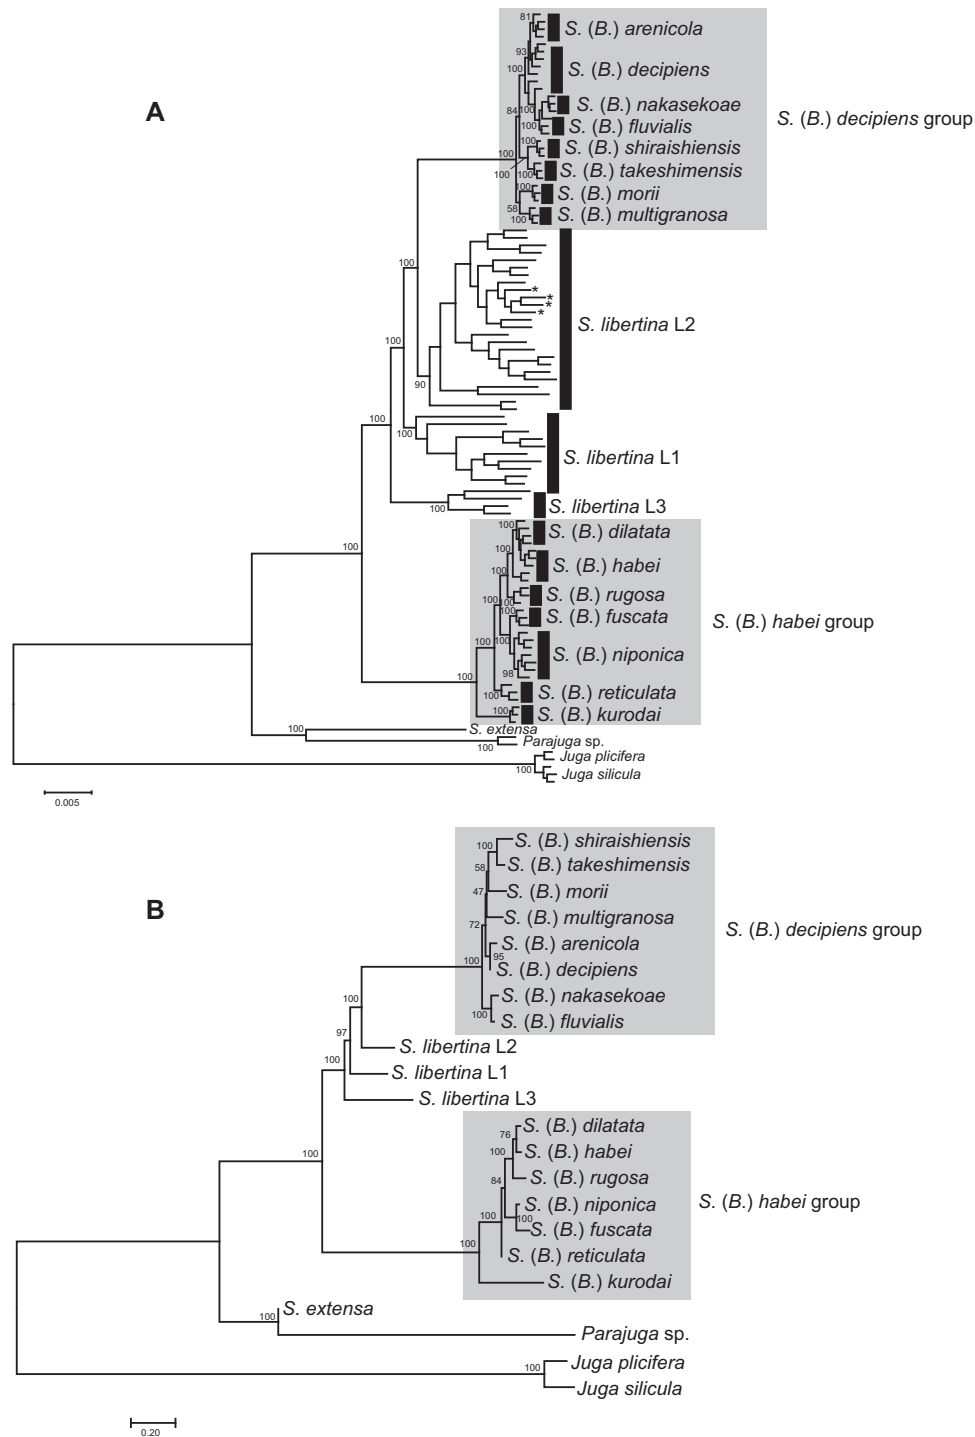 A
81
S. (B.) arenicola
93
100
S. (B.) decipiens
84
100
S. (B.) nakasekoae
100
S. (B.) fluvialis
S. (B.) decipiens group
100
100
S. (B.) shiraishiensis
100
100
S. (B.) takeshimensis
100
S. (B.) morii
58
100
S. (B.) multigranosa
100
*
*
*
*
S. libertina L2
100
90
100
100
S. libertina L1
100
S. libertina L3
100
100
S. (B.) dilatata
100
S. (B.) habei
100
100
S. (B.) rugosa
100
100
S. (B.) fuscata
S. (B.) habei group
100
100
S. (B.) niponica
98
100
100
S. (B.) reticulata
100
S. (B.) kurodai
100
S. extensa
100
Parajuga sp.
100
Juga plicifera
Juga silicula
0.005
B
100
S. (B.) shiraishiensis
58
S. (B.) takeshimensis
47
S. (B.) morii
72
S. (B.) multigranosa
S. (B.) decipiens group
S. (B.) arenicola
95
100
S. (B.) decipiens
S. (B.) nakasekoae
100
S. (B.) fluvialis
100
97
S. libertina L2
100
S. libertina L1
S. libertina L3
76
S. (B.) dilatata
100
S. (B.) habei
84
S. (B.) rugosa
S. (B.) habei group
S. (B.) niponica
100
100
S. (B.) fuscata
100
S. (B.) reticulata
S. (B.) kurodai
100
S. extensa
100
Parajuga sp.
100
Juga plicifera
Juga silicula
0.20